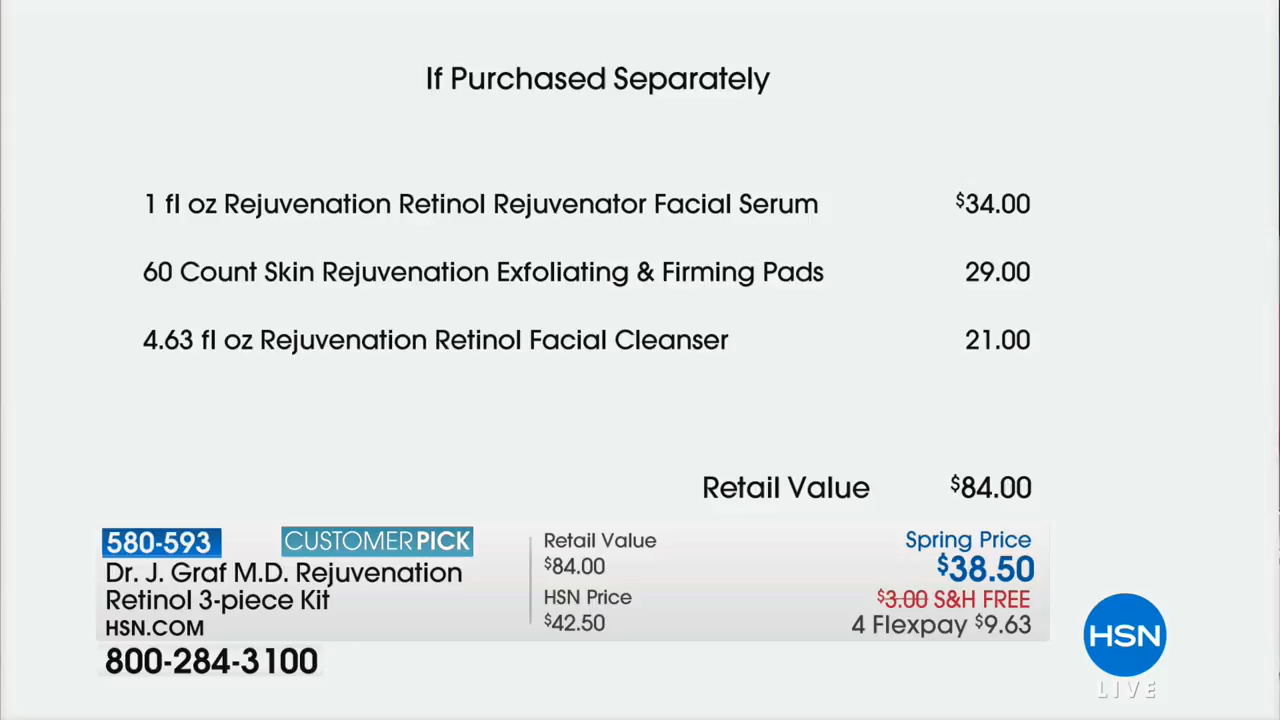 If Purchased Separately
1 fl oz Rejuvenation Retinol Rejuvenator Facial Serum $34.00
60 Count Skin Rejuvenation Exfoliating & Firming Pads 29.00
4.63 fl oz Rejuvenation Retinol Facial Cleanser 21.00
Retail Value $84.00
580-593 CUSTOMERPICK
Dr. J. Graf M.D. Rejuvenation
Retinol 3-piece Kit
HSN.COM
800-284-3100
Retail Value
$84.00
HSN Price
$42.50
Spring Price
$38.50
$3.00 S&H FREE
4 Flexpay $9.63
HSN
LIVE